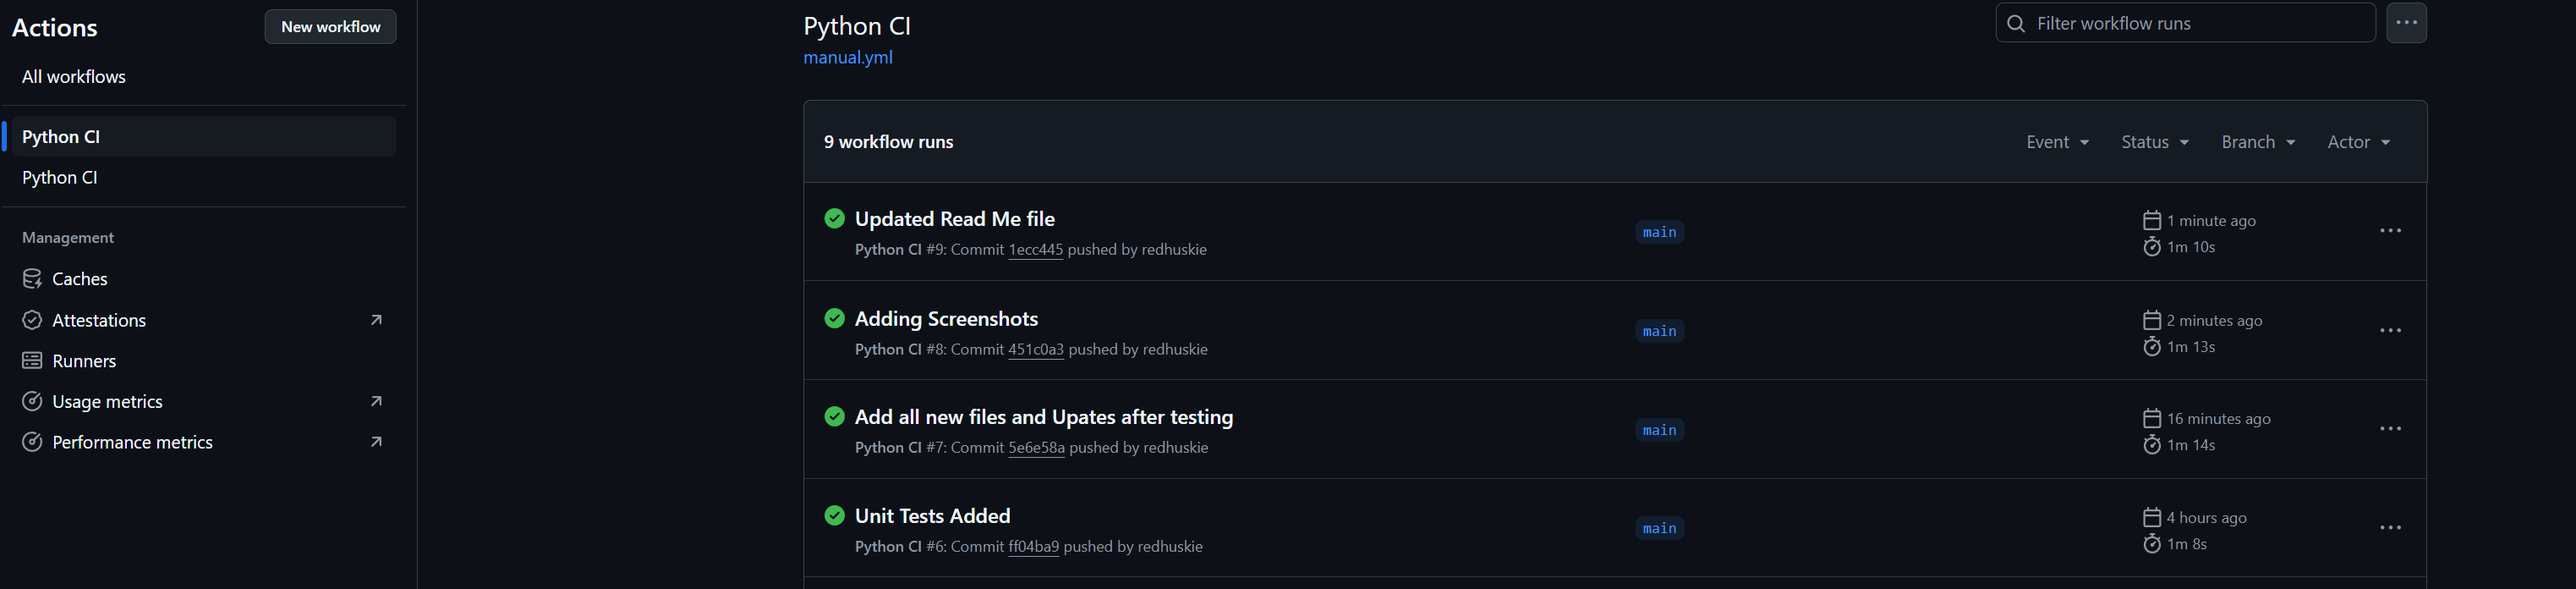 Actions
New workflow
All workflows
Python CI
Python CI
Management
Caches
Attestations
Runners
Usage metrics
Performance metrics
Python CI
manual.yml
Filter workflow runs
9 workflow runs
Event
Status
Branch
Actor
Updated Read Me file
Python CI #9: Commit 1ecc445 pushed by redhuskie
main
1 minute ago
1m 10s
Adding Screenshots
Python CI #8: Commit 451c0a3 pushed by redhuskie
main
2 minutes ago
1m 13s
Add all new files and Upates after testing
Python CI #7: Commit 5e6e58a pushed by redhuskie
main
16 minutes ago
1m 14s
Unit Tests Added
Python CI #6: Commit ff04ba9 pushed by redhuskie
main
4 hours ago
1m 8s